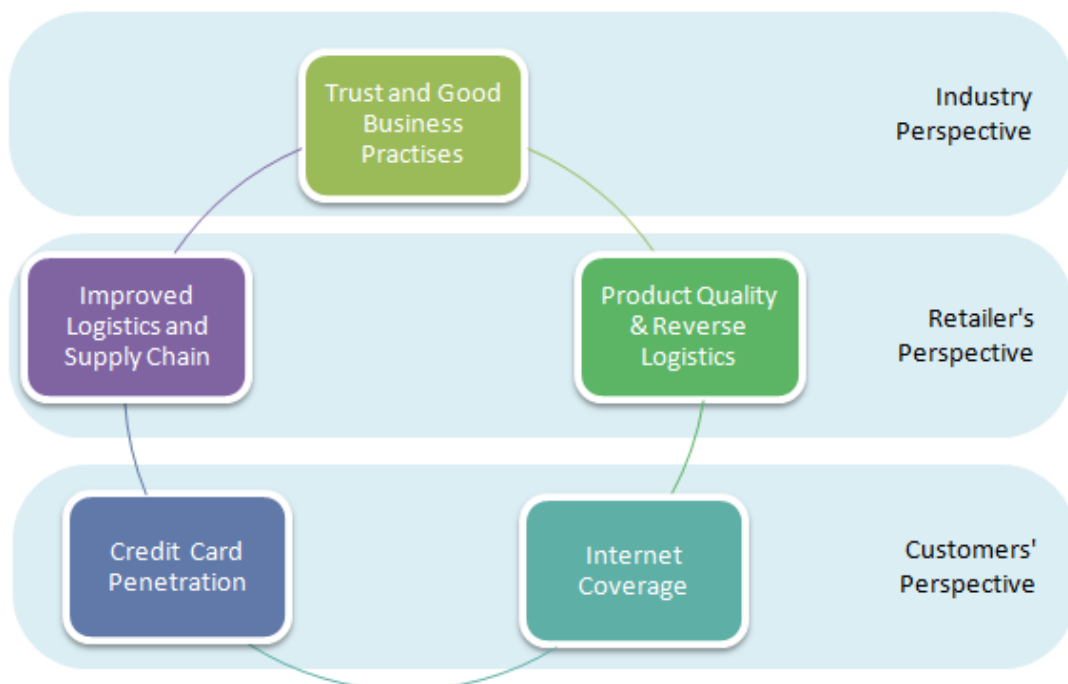 Trust and Good
Business
Practises
Industry
Perspective
Improved
Logistics and
Supply Chain
Product Quality
& Reverse
Logistics
Retailer's
Perspective
Credit Card
Penetration
Internet
Coverage
Customers'
Perspective